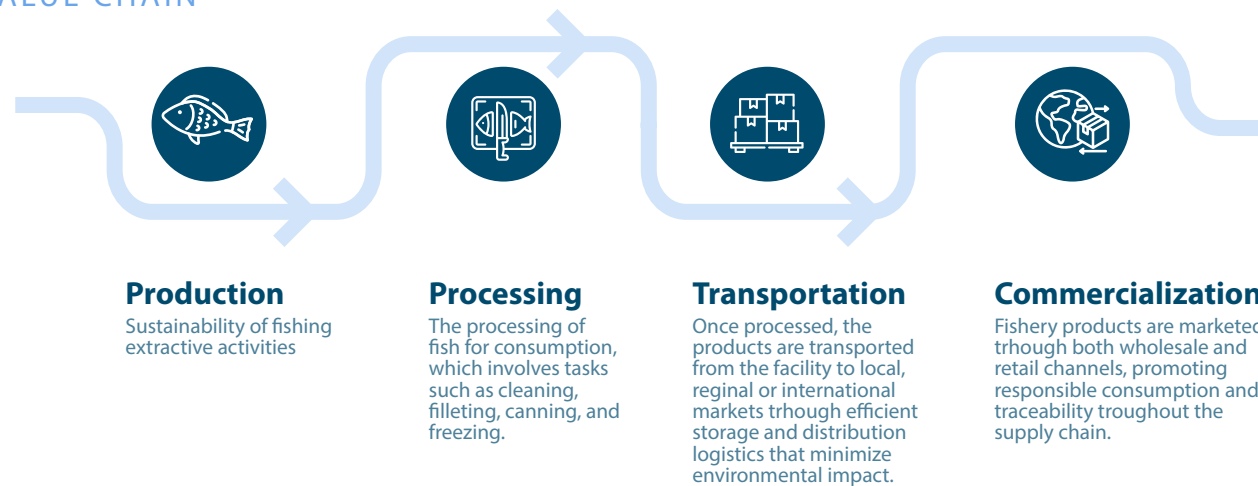 VALUE CHAIN
Production
Sustainability of fishing
extractive activities
Processing
The processing of
fish for consumption,
which involves tasks
such as cleaning,
filleting, canning, and
freezing.
Transportation
Once processed, the
products are transported
from the facility to local,
reginal or international
markets trhough efficient
storage and distribution
logistics that minimize
environmental impact.
Commercialization
Fishery products are marketed
trhough both wholesale and
retail channels, promoting
responsible consumption and
traceability troughout the
supply chain.